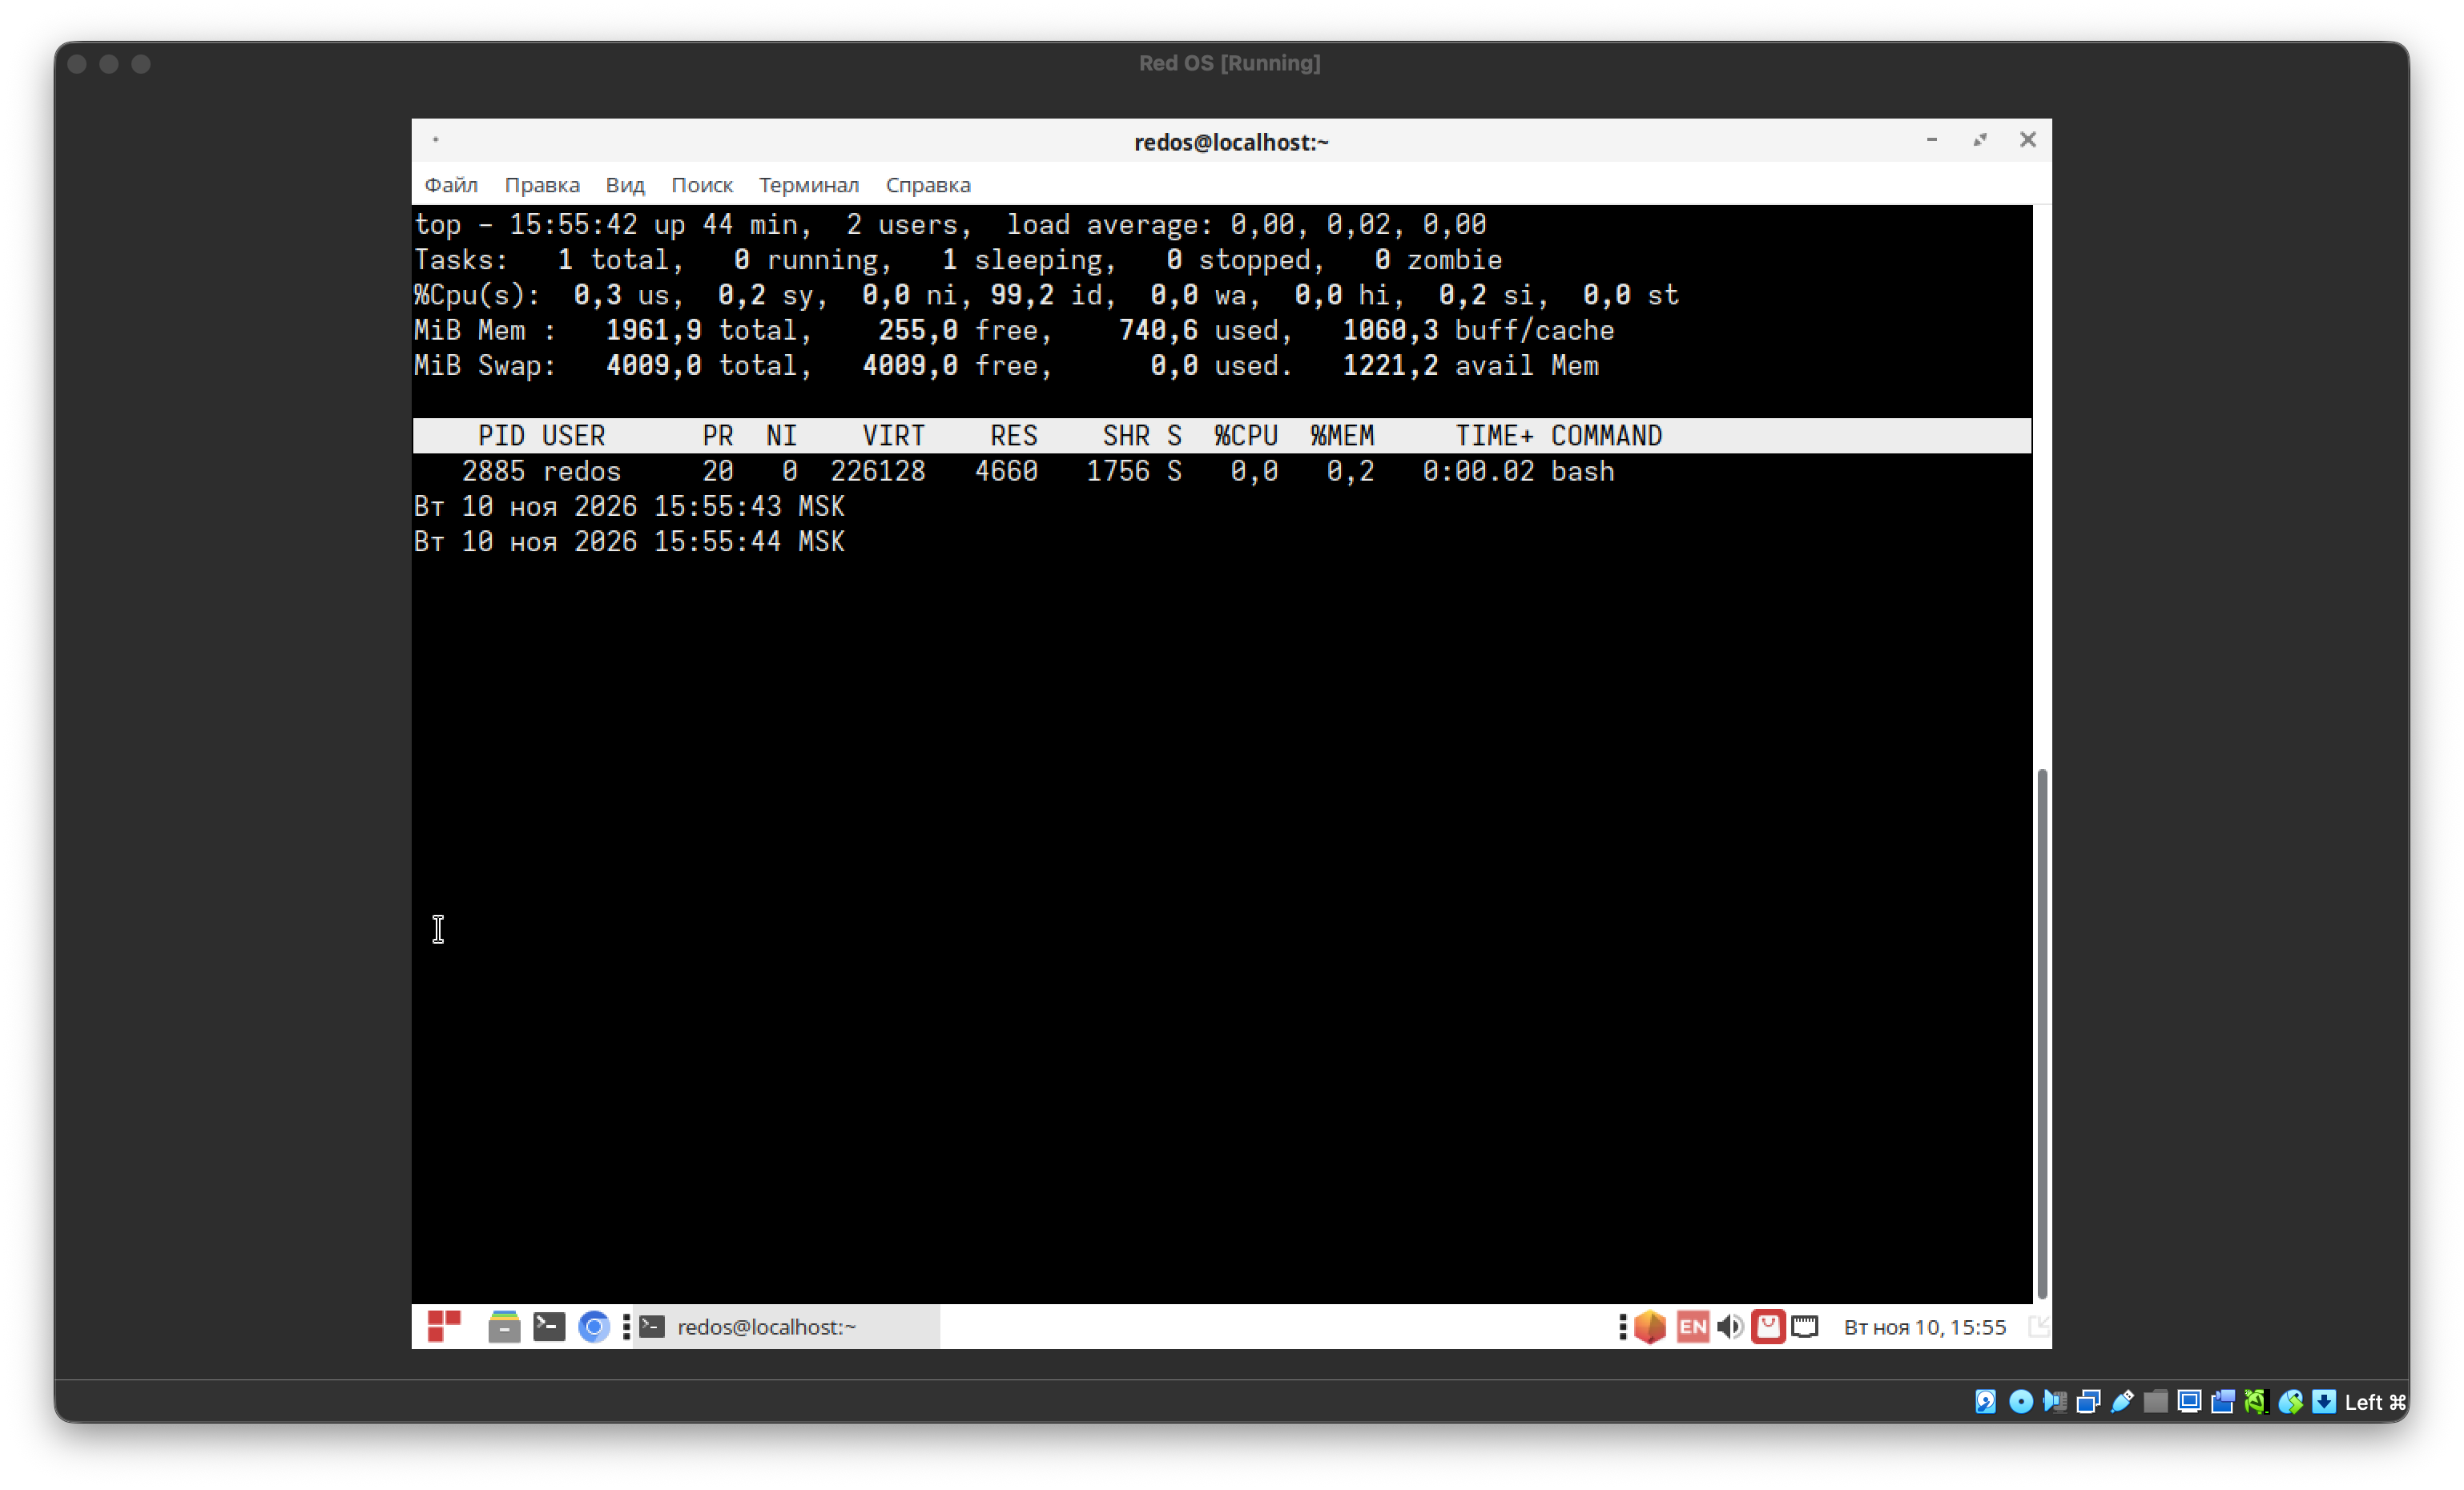 Red OS [Running]
redos@localhost:~
Файл Правка Вид Поиск Терминал Справка
top - 15:55:42 up 44 min,  2 users,  load average: 0,00, 0,02, 0,00
Tasks:   1 total,   0 running,   1 sleeping,   0 stopped,   0 zombie
%Cpu(s):  0,3 us,  0,2 sy,  0,0 ni, 99,2 id,  0,0 wa,  0,0 hi,  0,2 si,  0,0 st
MiB Mem :   1961,9 total,    255,0 free,    740,6 used,   1060,3 buff/cache
MiB Swap:   4009,0 total,   4009,0 free,      0,0 used.   1221,2 avail Mem
PID USER      PR  NI    VIRT    RES    SHR S  %CPU  %MEM     TIME+ COMMAND
2885 redos     20   0  226128   4660   1756 S   0,0   0,2   0:00.02 bash
Вт 10 ноя 2026 15:55:43 MSK
Вт 10 ноя 2026 15:55:44 MSK
redos@localhost:~ EN Вт ноя 10, 15:55
Left ⌘